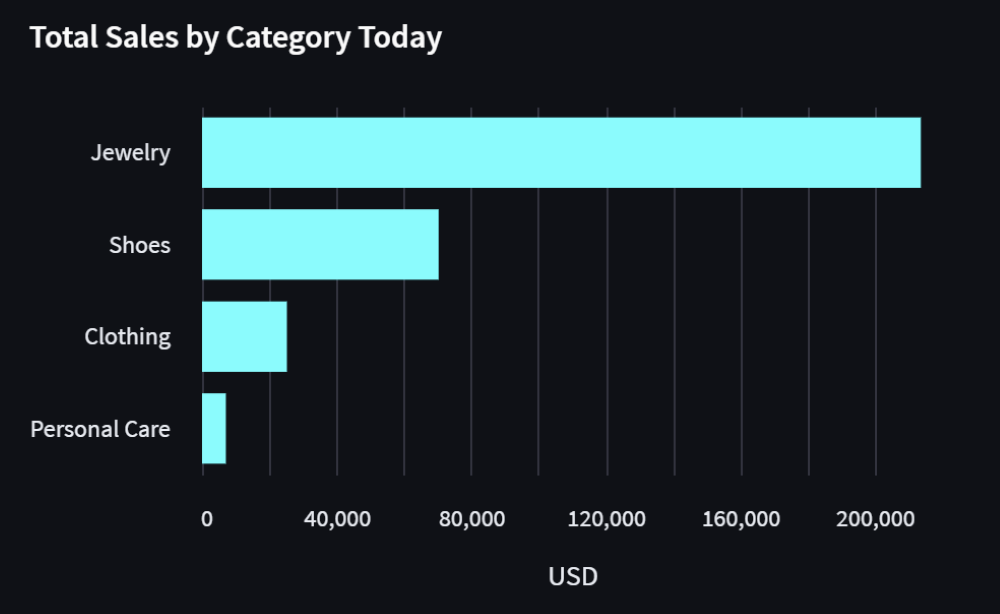 Total Sales by Category Today
Jewelry
Shoes
Clothing
Personal Care
0 40,000 80,000 120,000 160,000 200,000
USD